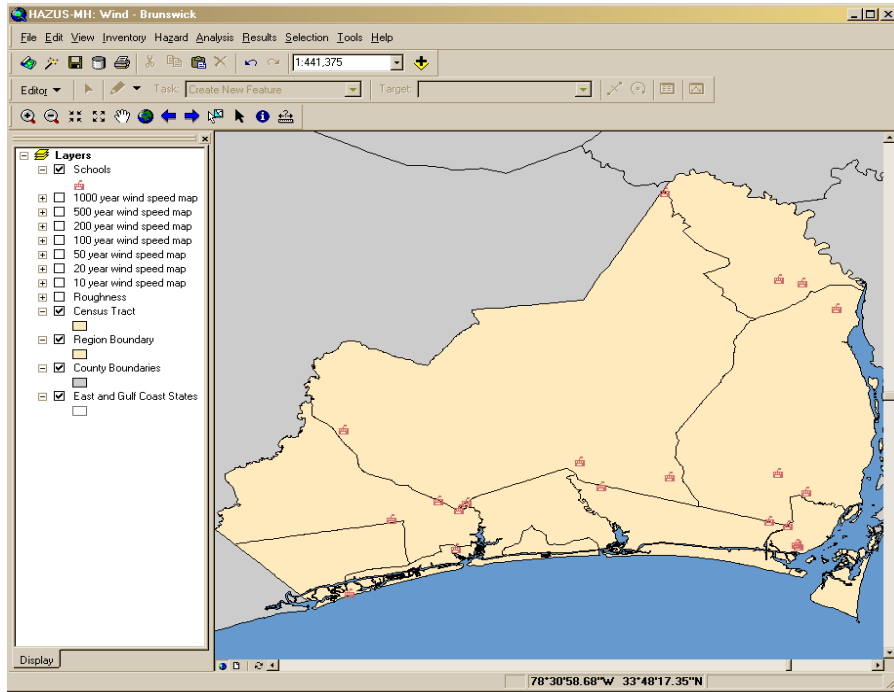 HAZUS-MH: Wind - Brunswick
File Edit View Inventory Hazard Analysis Results Selection Tools Help
1:441,375
Editor Task: Create New Feature Target:
Layers
Schools
1000 year wind speed map
500 year wind speed map
200 year wind speed map
100 year wind speed map
50 year wind speed map
20 year wind speed map
10 year wind speed map
Roughness
Census Tract
Region Boundary
County Boundaries
East and Gulf Coast States
Display
78°30'58.68"W 33°48'17.35"N